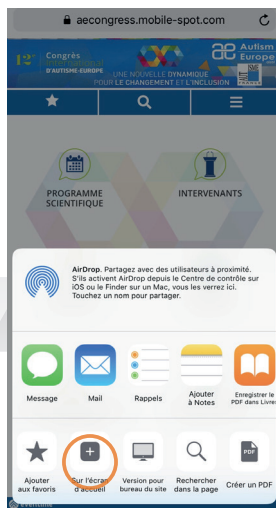 aecongress.mobile-spot.com
12e Congrès
D'AUTISME-EUROPE
UNE NOUVELLE DYNAMIQUE
POUR LE CHANGEMENT ET L'INCLUSION
ae Autism
Europe
PROGRAMME
SCIENTIFIQUE
INTERVENANTS
AirDrop. Partagez avec des utilisateurs à proximité.
S'ils activent AirDrop depuis le Centre de contrôle sur
iOS ou le Finder sur un Mac, vous les verrez ici.
Touchez un nom pour partager.
Message
Mail
Rappels
Ajouter
à Notes
Enregistrer le
PDF dans Livres
Ajouter
aux favoris
Sur l'écran
d'accueil
Version pour
bureau du site
Rechercher
dans la page
PDF
Créer un PDF